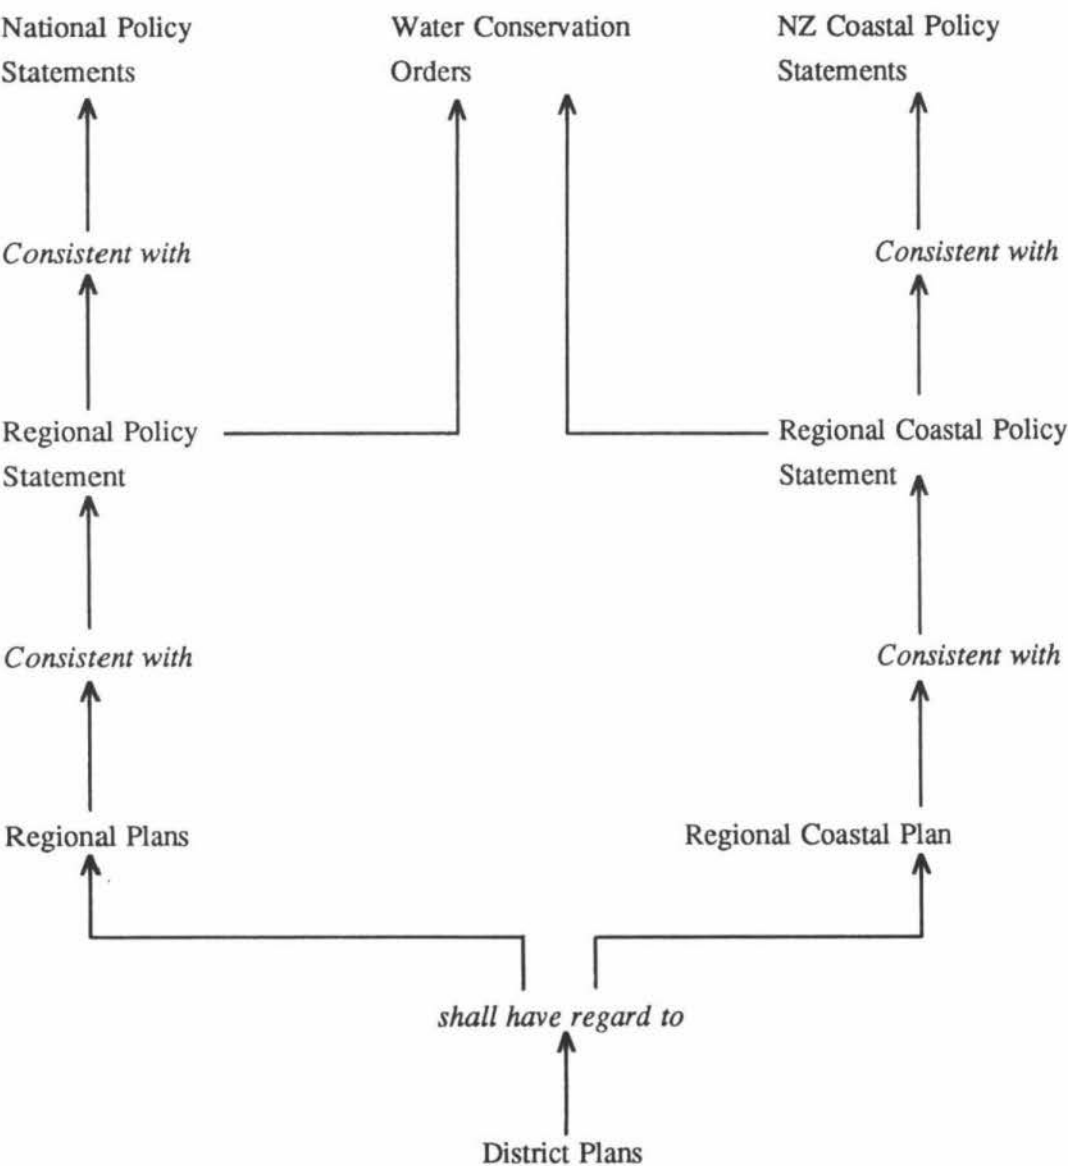 National Policy
Statements
Water Conservation
Orders
NZ Coastal Policy
Statements
Consistent with
Consistent with
Regional Policy
Statement
Regional Coastal Policy
Statement
Consistent with
Consistent with
Regional Plans
Regional Coastal Plan
shall have regard to
District Plans